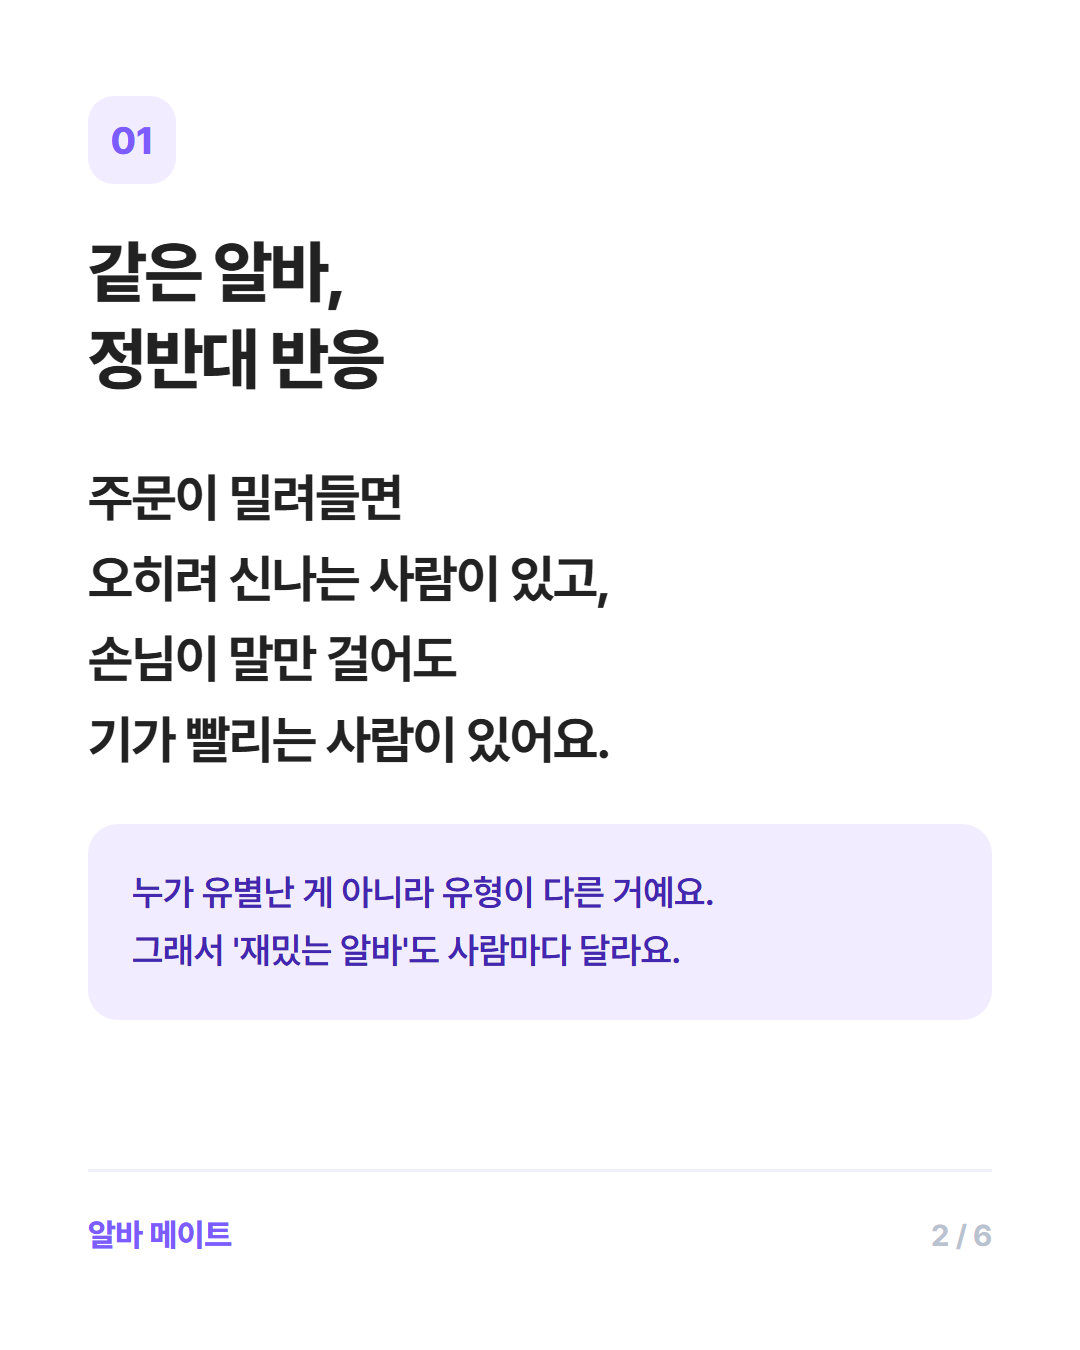 01
같은 알바,
정반대 반응
주문이 밀려들면
오히려 신나는 사람이 있고,
손님이 말만 걸어도
기가 빨리는 사람이 있어요.
누가 유별난 게 아니라 유형이 다른 거예요.
그래서 '재밌는 알바'도 사람마다 달라요.
알바 메이트
2 / 6